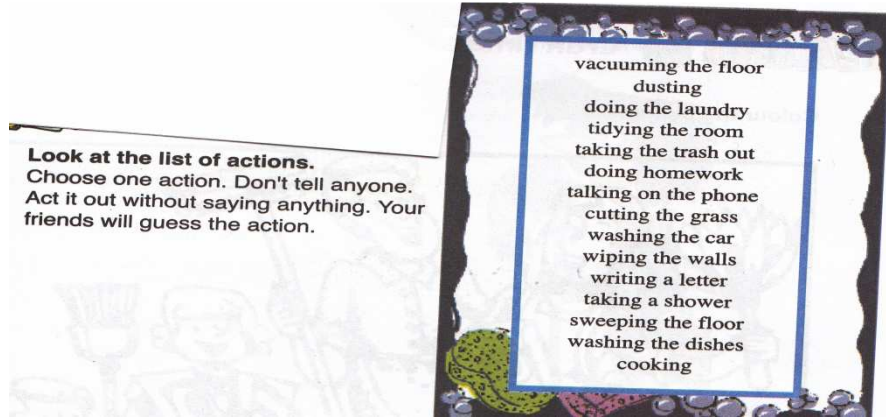 Look at the list of actions.
Choose one action. Don't tell anyone.
Act it out without saying anything. Your
friends will guess the action.
vacuuming the floor
dusting
doing the laundry
tidying the room
taking the trash out
doing homework
talking on the phone
cutting the grass
washing the car
wiping the walls
writing a letter
taking a shower
sweeping the floor
washing the dishes
cooking